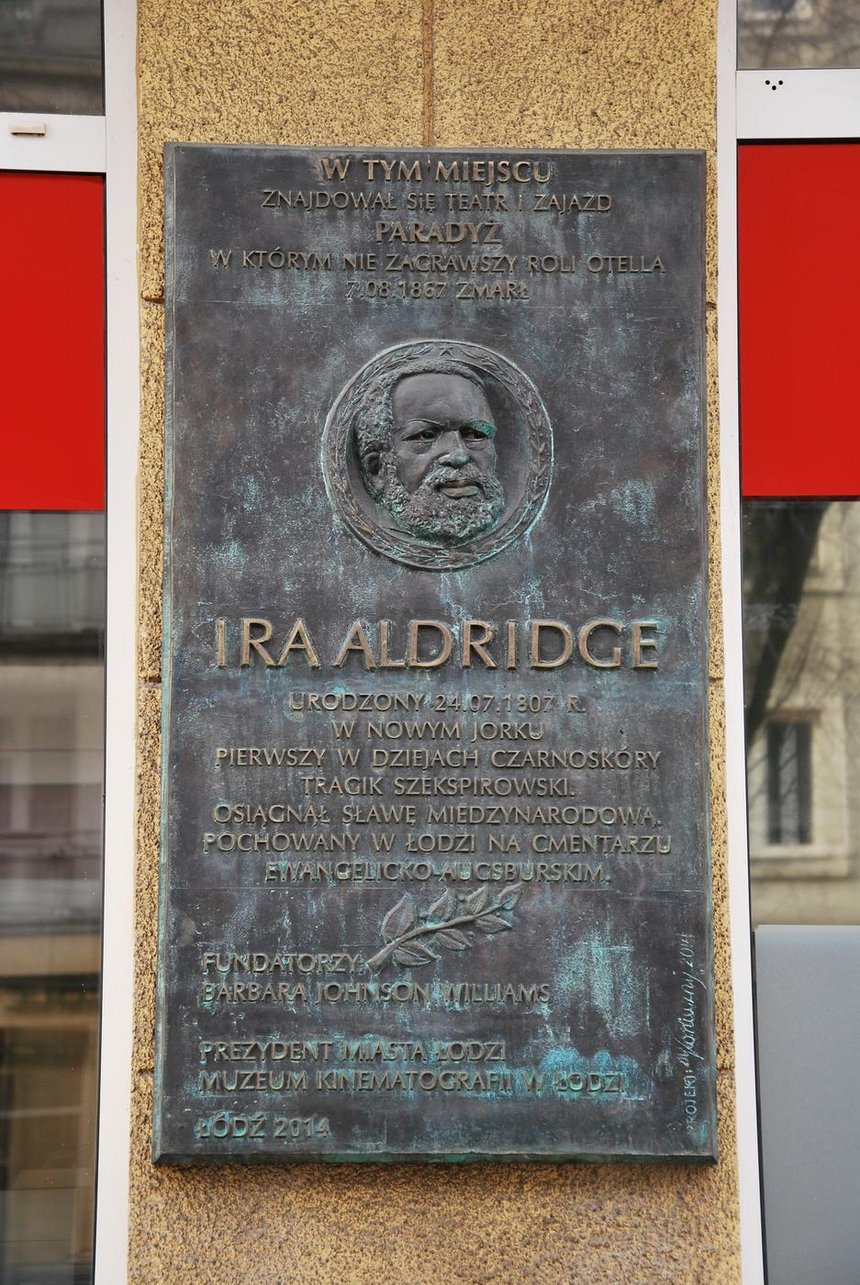 W TYM MIEJSCU
ZNAJDOWAŁ SIĘ TEATR I ZAJAZD
PARADYŻ
W KTÓRYM NIE ZAGRAWSZY ROLI OTELLA
7.08.1867 ZMARŁ
IRA ALDRIDGE
URODZONY 24.07.1807 R.
W NOWYM JORKU
PIERWSZY W DZIEJACH CZARNOSKÓRY
TRAGIK SZEKSPIROWSKI.
OSIĄGNĄŁ SŁAWĘ MIĘDZYNARODOWĄ.
POCHOWANY W ŁODZI NA CMENTARZU
EWANGELICKO-AUGSBURSKIM.
FUNDATORZY:
BARBARA JOHNSON WILLIAMS
PREZYDENT MIASTA ŁODZI
MUZEUM KINEMATOGRAFII W ŁODZI
ŁÓDŹ 2014
PROJEKT: 2014